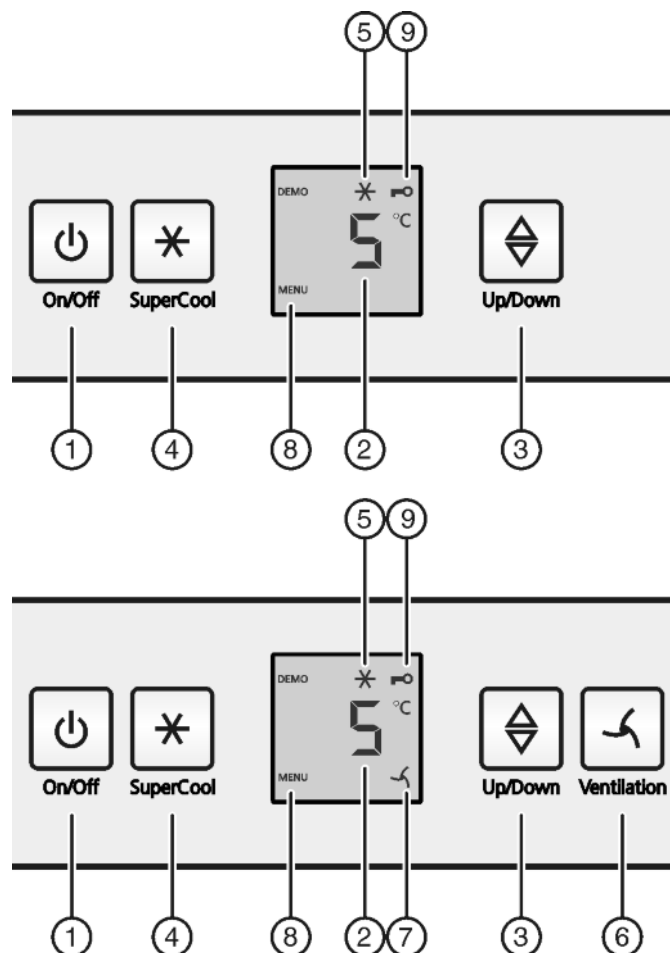 5 9
DEMO
5 °C
MENU
On/Off SuperCool Up/Down
1 4 8 2 3
5 9
DEMO
5 °C
MENU
On/Off SuperCool Up/Down Ventilation
1 4 8 2 7 3 6